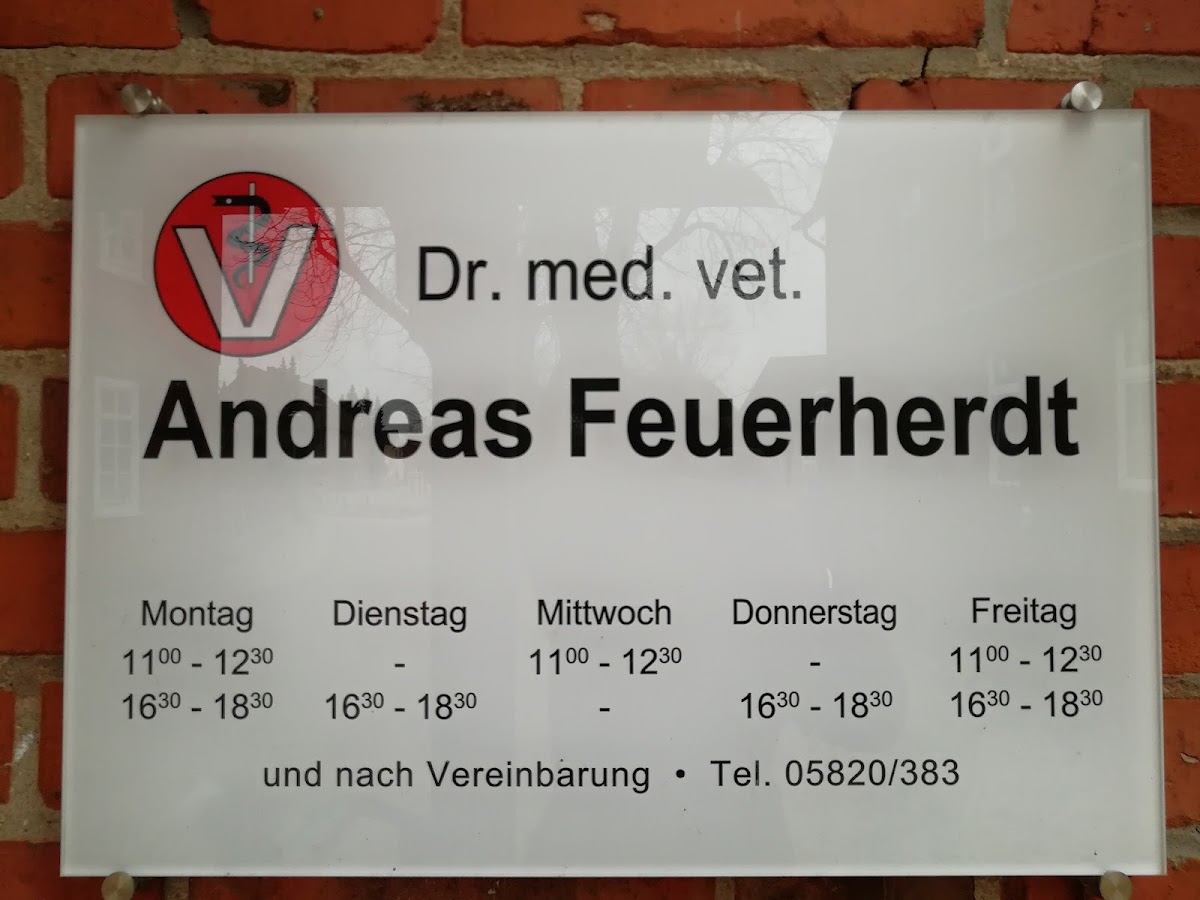 V
Dr. med. vet.
Andreas Feuerherdt
Montag Dienstag Mittwoch Donnerstag Freitag
11⁰⁰ - 12³⁰ - 11⁰⁰ - 12³⁰ - 11⁰⁰ - 12³⁰
16³⁰ - 18³⁰ 16³⁰ - 18³⁰ - 16³⁰ - 18³⁰ 16³⁰ - 18³⁰
und nach Vereinbarung • Tel. 05820/383